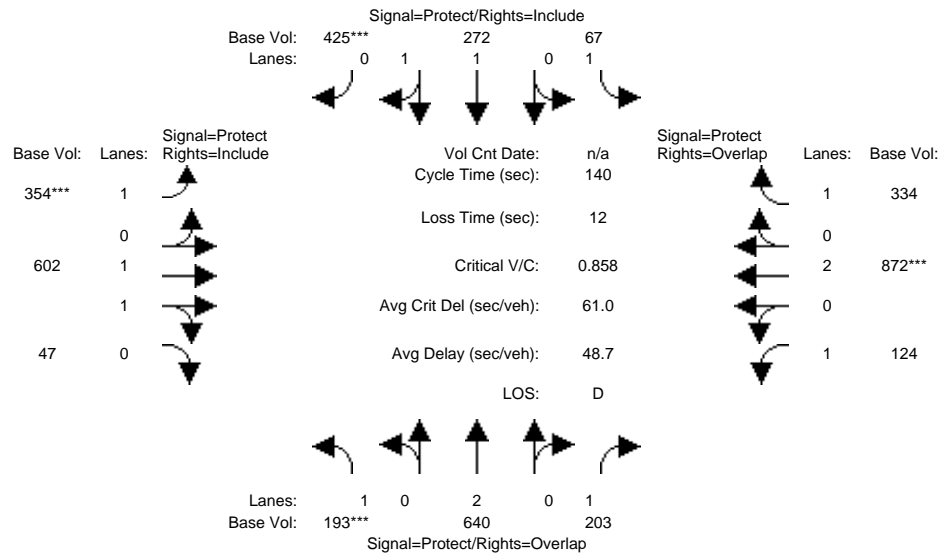 Signal=Protect/Rights=Include
Base Vol: 425*** 272 67
Lanes: 0 1 1 0 1
Signal=Protect
Base Vol: Lanes: Rights=Include
Vol Cnt Date: n/a
Signal=Protect
Rights=Overlap Lanes: Base Vol:
Cycle Time (sec): 140
354*** 1
1 334
Loss Time (sec): 12
0
0
602 1
Critical V/C: 0.858
2 872***
1
Avg Crit Del (sec/veh): 61.0
0
47 0
Avg Delay (sec/veh): 48.7
1 124
LOS: D
Lanes: 1 0 2 0 1
Base Vol: 193*** 640 203
Signal=Protect/Rights=Overlap